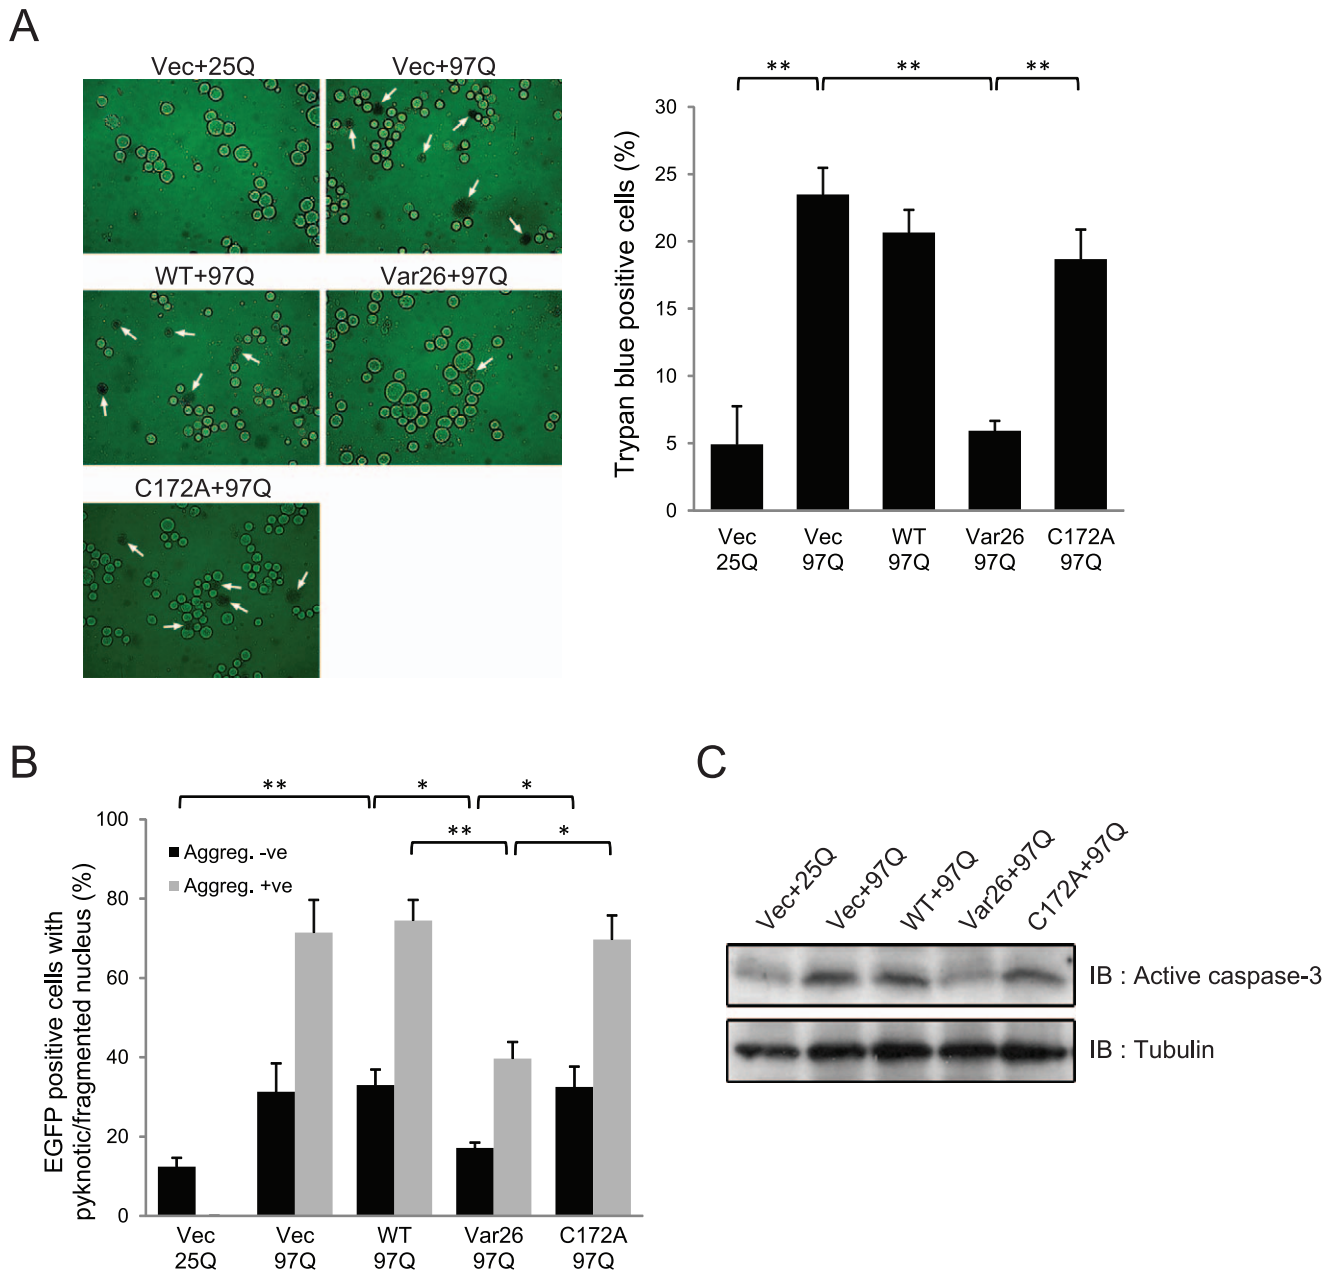 A
Vec+25Q
Vec+97Q
WT+97Q
Var26+97Q
C172A+97Q
** ** **
Trypan blue positive cells (%)
30
25
20
15
10
5
0
Vec 25Q
Vec 97Q
WT 97Q
Var26 97Q
C172A 97Q
B
** * *
** *
EGFP positive cells with
pyknotic/fragmented nucleus (%)
100
80
60
40
20
0
Aggreg. -ve
Aggreg. +ve
Vec 25Q
Vec 97Q
WT 97Q
Var26 97Q
C172A 97Q
C
Vec+25Q
Vec+97Q
WT+97Q
Var26+97Q
C172A+97Q
IB : Active caspase-3
IB : Tubulin